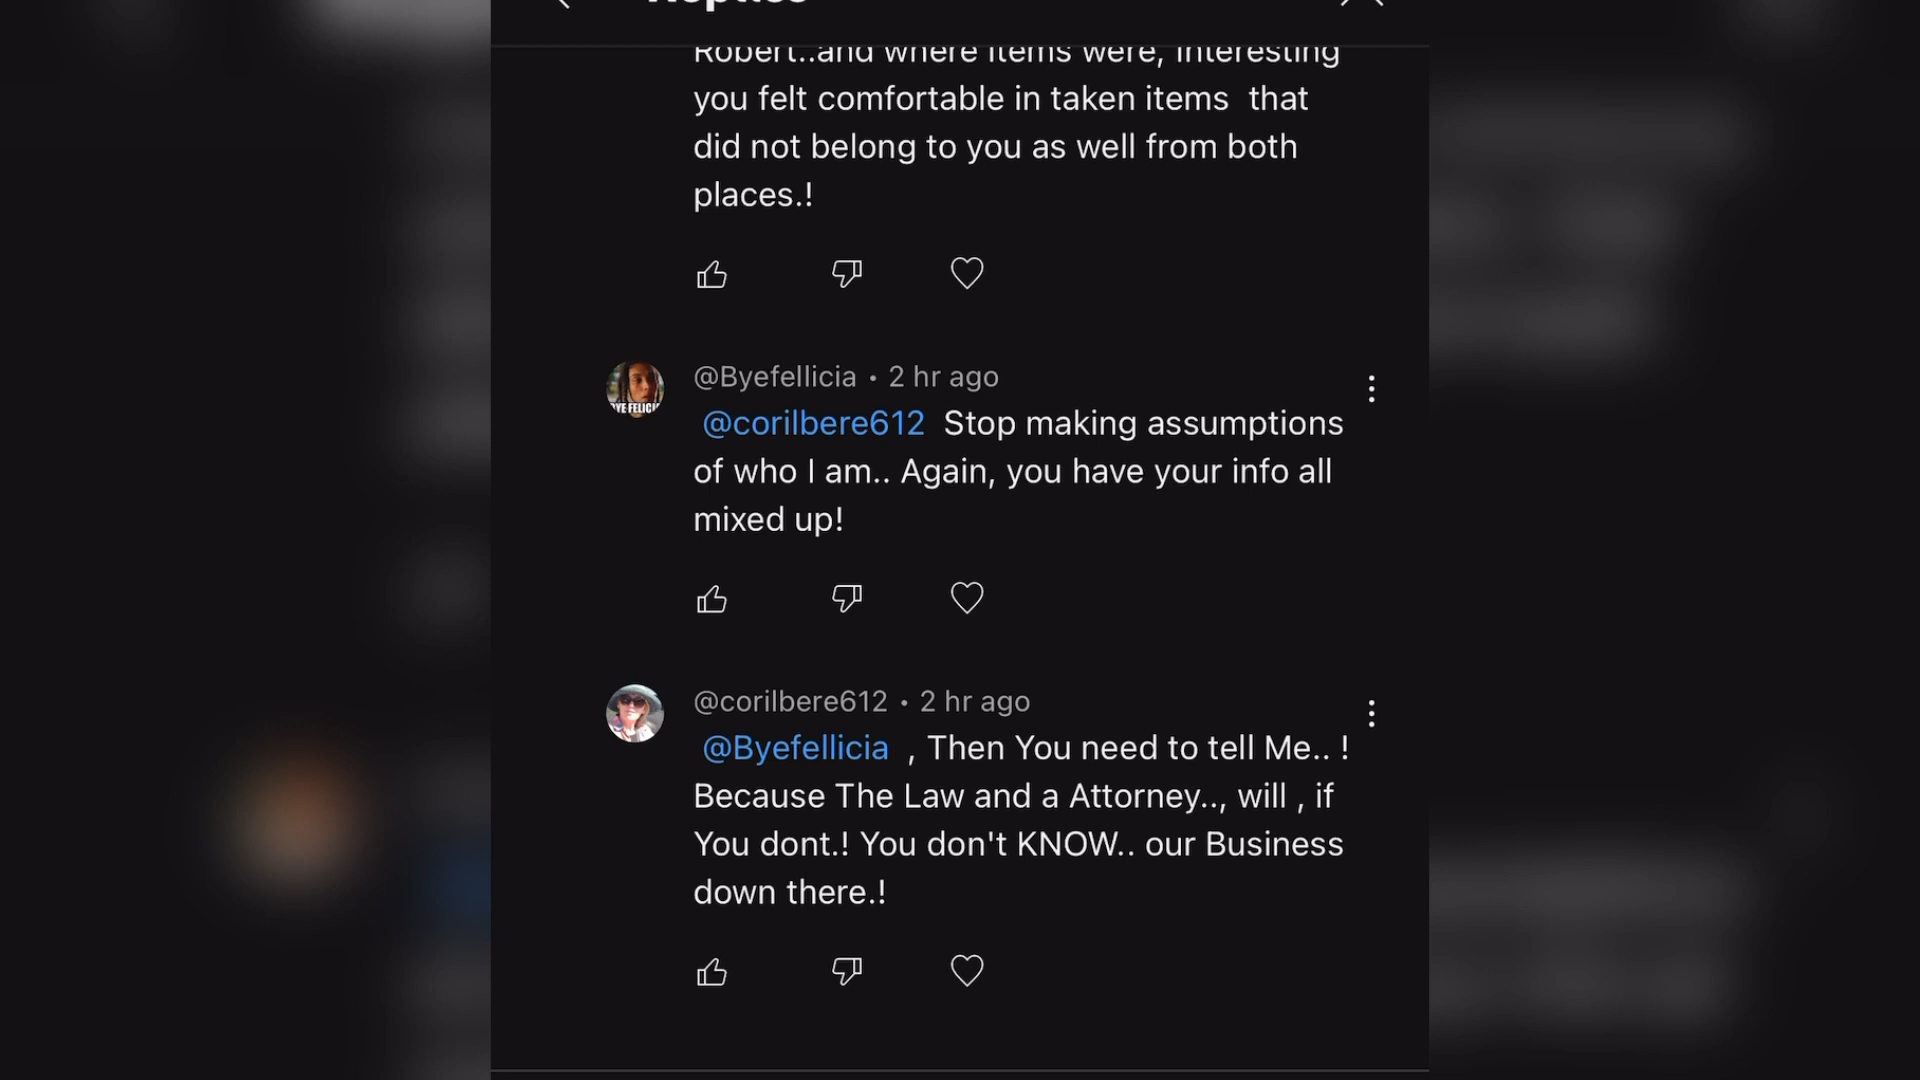 Replies
Robert..and where items were, interesting
you felt comfortable in taken items  that
did not belong to you as well from both
places.!
@Byefellicia • 2 hr ago
@corilbere612  Stop making assumptions
of who I am.. Again, you have your info all
mixed up!
BYE FELICIA
@corilbere612 • 2 hr ago
@Byefellicia  , Then You need to tell Me.. !
Because The Law and a Attorney.., will , if
You dont.! You don't KNOW.. our Business
down there.!